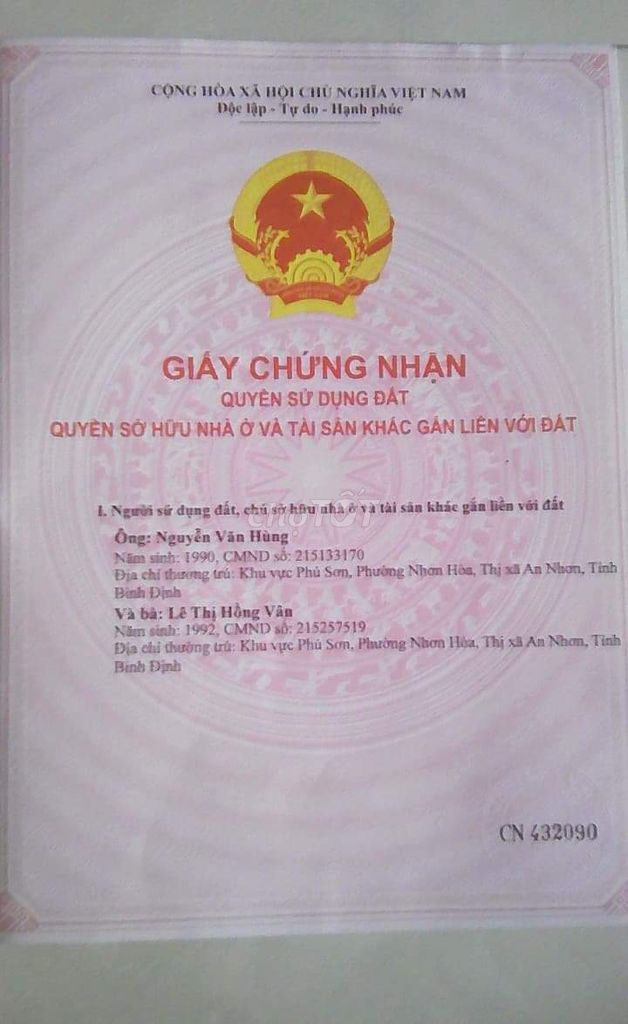 CỘNG HÒA XÃ HỘI CHỦ NGHĨA VIỆT NAM
Độc lập - Tự do - Hạnh phúc
GIẤY CHỨNG NHẬN
QUYỀN SỬ DỤNG ĐẤT
QUYỀN SỞ HỮU NHÀ Ở VÀ TÀI SẢN KHÁC GẮN LIỀN VỚI ĐẤT
I. Người sử dụng đất, chủ sở hữu nhà ở và tài sản khác gắn liền với đất
chợTỐT
Ông: Nguyễn Văn Hùng
Năm sinh: 1990, CMND số: 215133170
Địa chỉ thường trú: Khu vực Phú Sơn, Phường Nhơn Hòa, Thị xã An Nhơn, Tỉnh
Bình Định
Và bà: Lê Thị Hồng Vân
Năm sinh: 1992, CMND số: 215257519
Địa chỉ thường trú: Khu vực Phú Sơn, Phường Nhơn Hòa, Thị xã An Nhơn, Tỉnh
Bình Định
CN 432090